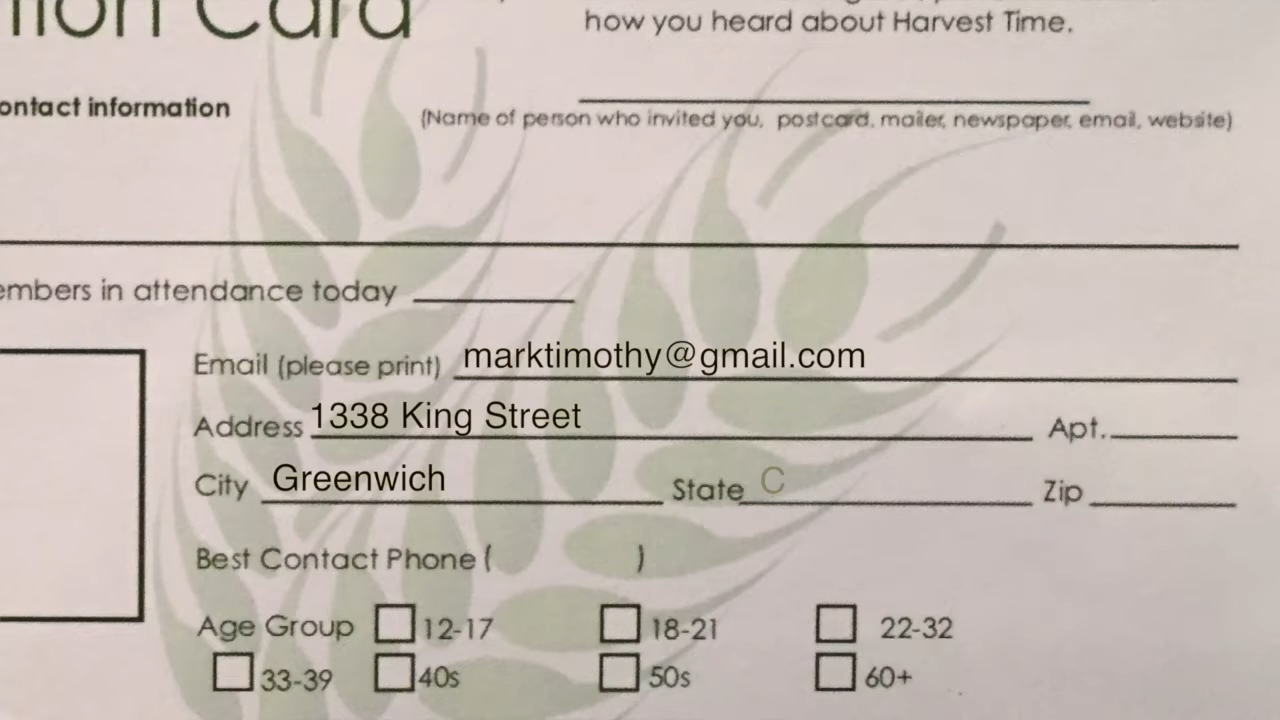 tion Card
how you heard about Harvest Time.
ontact information
(Name of person who invited you, postcard, mailer, newspaper, email, website)
embers in attendance today
Email (please print) marktimothy@gmail.com
Address 1338 King Street Apt.
City Greenwich State C Zip
Best Contact Phone ( )
Age Group 12-17 18-21 22-32
33-39 40s 50s 60+